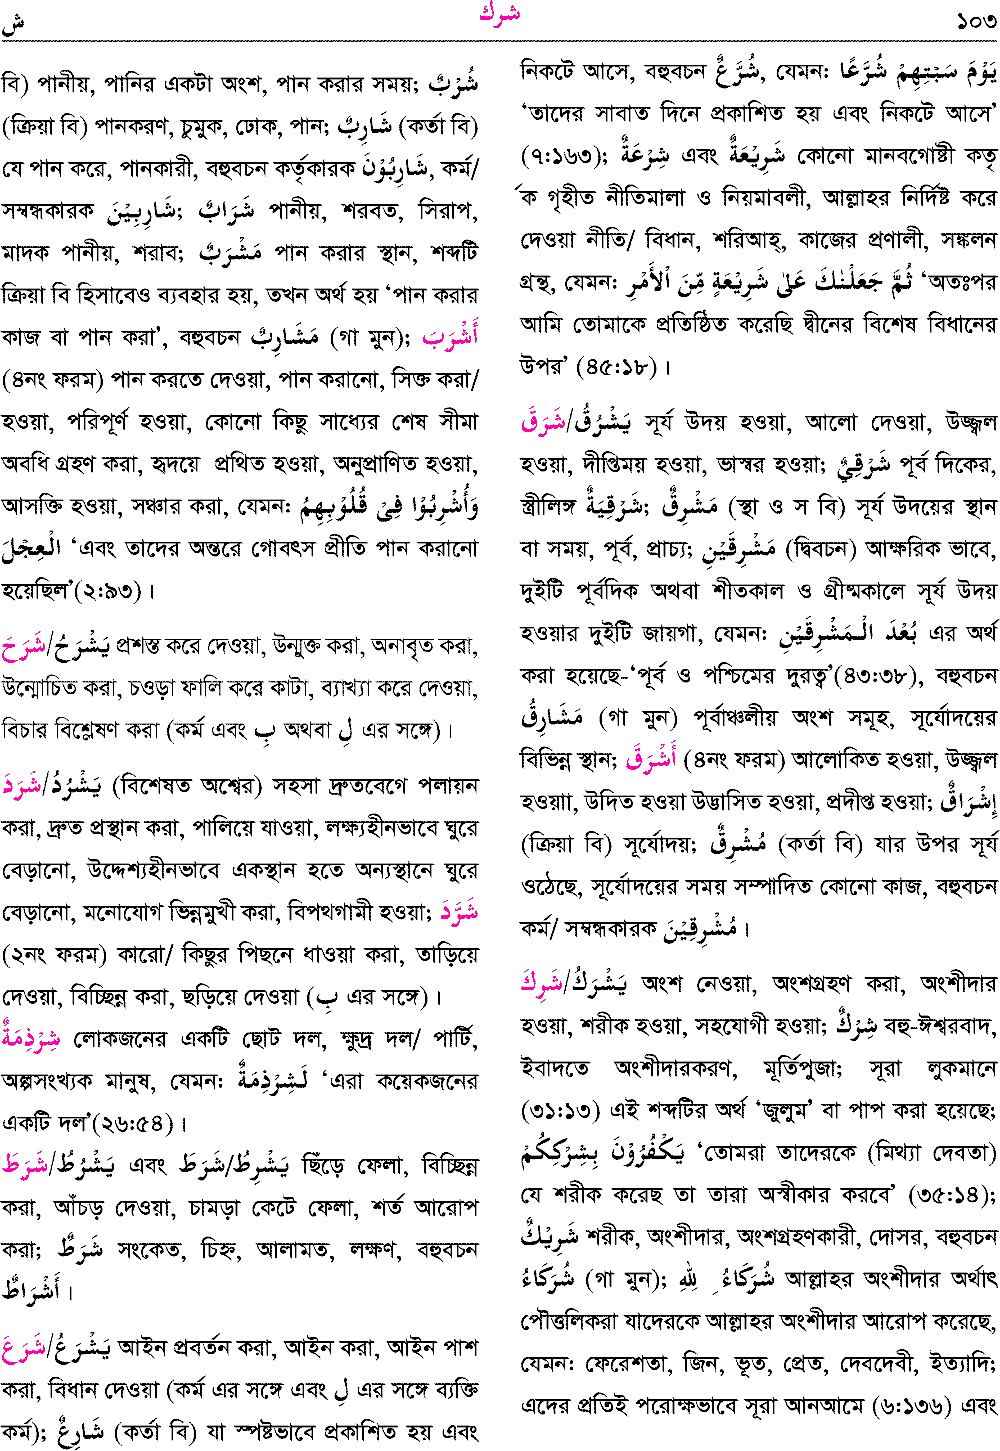 ش شرك ১০৩
বি) পানীয়, পানির একটা অংশ, পান করার সময়; شُرْبٌ
(ক্রিয়া বি) পানকরণ, চুমুক, ঢোক, পান; شَارِبٌ (কর্তা বি)
যে পান করে, পানকারী, বহুবচন কর্তৃকারক شَارِبُوْنَ, কর্ম/
সম্বন্ধকারক شَارِبِيْنَ; شَرَابٌ পানীয়, শরবত, সিরাপ,
মাদক পানীয়, শরাব; مَشْرَبٌ পান করার স্থান, শব্দটি
ক্রিয়া বি হিসাবেও ব্যবহার হয়, তখন অর্থ হয় ‘পান করার
কাজ বা পান করা’, বহুবচন مَشَارِبٌ (গা মুন); أَشْرَبَ
(৪নং ফরম) পান করতে দেওয়া, পান করানো, সিক্ত করা/
হওয়া, পরিপূর্ণ হওয়া, কোনো কিছু সাধ্যের শেষ সীমা
অবধি গ্রহণ করা, হৃদয়ে প্রথিত হওয়া, অনুপ্রাণিত হওয়া,
আসক্তি হওয়া, সঞ্চার করা, যেমন: وَأُشْرِبُوْا فِىْ قُلُوْبِهِمُ
الْعِجْلَ ‘এবং তাদের অন্তরে গোবৎস প্রীতি পান করানো
হয়েছিল’(২:৯৩)।
شَرَحَ/يَشْرَحُ প্রশস্ত করে দেওয়া, উন্মুক্ত করা, অনাবৃত করা,
উন্মোচিত করা, চওড়া ফালি করে কাটা, ব্যাখ্যা করে দেওয়া,
বিচার বিশ্লেষণ করা (কর্ম এবং بِ অথবা لِ এর সঙ্গে)।
شَرَدَ/يَشْرُدُ (বিশেষত অশ্বের) সহসা দ্রুতবেগে পলায়ন
করা, দ্রুত প্রস্থান করা, পালিয়ে যাওয়া, লক্ষ্যহীনভাবে ঘুরে
বেড়ানো, উদ্দেশ্যহীনভাবে একস্থান হতে অন্যস্থানে ঘুরে
বেড়ানো, মনোযোগ ভিন্নমুখী করা, বিপথগামী হওয়া; شَرَّدَ
(২নং ফরম) কারো/ কিছুর পিছনে ধাওয়া করা, তাড়িয়ে
দেওয়া, বিচ্ছিন্ন করা, ছড়িয়ে দেওয়া (بِ এর সঙ্গে)।
شِرْذِمَةٌ লোকজনের একটি ছোট দল, ক্ষুদ্র দল/ পার্টি,
অল্পসংখ্যক মানুষ, যেমন: لَشِرْذِمَةٌ ‘এরা কয়েকজনের
একটি দল’(২৬:৫৪)।
شَرَطَ/يَشْرُطُ এবং شَرَطَ/يَشْرِطُ ছিঁড়ে ফেলা, বিচ্ছিন্ন
করা, আঁচড় দেওয়া, চামড়া কেটে ফেলা, শর্ত আরোপ
করা; شَرَطٌ সংকেত, চিহ্ন, আলামত, লক্ষণ, বহুবচন
أَشْرَاطٌ।
شَرَعَ/يَشْرَعُ আইন প্রবর্তন করা, আইন করা, আইন পাশ
করা, বিধান দেওয়া (কর্ম এর সঙ্গে এবং لِ এর সঙ্গে ব্যক্তি
কর্ম); شَارِعٌ (কর্তা বি) যা স্পষ্টভাবে প্রকাশিত হয় এবং
নিকটে আসে, বহুবচন شُرَّعٌ, যেমন: يَوْمَ سَبْتِهِمْ شُرَّعًا
‘তাদের সাবাত দিনে প্রকাশিত হয় এবং নিকটে আসে’
(৭:১৬৩); شِرْعَةٌ এবং شَرِيْعَةٌ কোনো মানবগোষ্টী কতৃ
র্ক গৃহীত নীতিমালা ও নিয়মাবলী, আল্লাহর নির্দিষ্ট করে
দেওয়া নীতি/ বিধান, শরিআহ্, কাজের প্রণালী, সঙ্কলন
গ্রন্থ, যেমন: ثُمَّ جَعَلْنٰكَ عَلىٰ شَرِيْعَةٍ مِّنَ الْأَمْرِ ‘অতঃপর
আমি তোমাকে প্রতিষ্ঠিত করেছি দ্বীনের বিশেষ বিধানের
উপর’ (৪৫:১৮)।
شَرَقَ/يَشْرُقُ সূর্য উদয় হওয়া, আলো দেওয়া, উজ্জ্বল
হওয়া, দীপ্তিময় হওয়া, ভাস্বর হওয়া; شَرْقِيٌّ পূর্ব দিকের,
স্ত্রীলিঙ্গ شَرْقِيَةٌ; مَشْرِقٌ (স্থা ও স বি) সূর্য উদয়ের স্থান
বা সময়, পূর্ব, প্রাচ্য; مَشْرِقَيْنِ (দ্বিবচন) আক্ষরিক ভাবে,
দুইটি পূর্বদিক অথবা শীতকাল ও গ্রীষ্মকালে সূর্য উদয়
হওয়ার দুইটি জায়গা, যেমন: بُعْدَ الْـمَشْرِقَيْنِ এর অর্থ
করা হয়েছে-‘পূর্ব ও পশ্চিমের দুরত্ব’(৪৩:৩৮), বহুবচন
مَشَارِقُ (গা মুন) পূর্বাঞ্চলীয় অংশ সমূহ, সূর্যোদয়ের
বিভিন্ন স্থান; أَشْرَقَ (৪নং ফরম) আলোকিত হওয়া, উজ্জ্বল
হওয়াা, উদিত হওয়া উদ্ভাসিত হওয়া, প্রদীপ্ত হওয়া; إِشْرَاقٌ
(ক্রিয়া বি) সূর্যোদয়; مُشْرِقٌ (কর্তা বি) যার উপর সূর্য
ওঠেছে, সূর্যোদয়ের সময় সম্পাদিত কোনো কাজ, বহুবচন
কর্ম/ সম্বন্ধকারক مُشْرِقِيْنَ।
شَرِكَ/يَشْرَكُ অংশ নেওয়া, অংশগ্রহণ করা, অংশীদার
হওয়া, শরীক হওয়া, সহযোগী হওয়া; شِرْكٌ বহু-ঈশ্বরবাদ,
ইবাদতে অংশীদারকরণ, মূর্তিপুজা; সূরা লুকমানে
(৩১:১৩) এই শব্দটির অর্থ ‘জুলুম’ বা পাপ করা হয়েছে;
يَكْفُرُوْنَ بِشِرْكِكُمْ ‘তোমরা তাদেরকে (মিথ্যা দেবতা)
যে শরীক করেছ তা তারা অস্বীকার করবে’ (৩৫:১৪);
شَرِيْكٌ শরীক, অংশীদার, অংশগ্রহণকারী, দোসর, বহুবচন
شُرَكَاءُ (গা মুন); شُرَكَاءُ لِلهِ আল্লাহর অংশীদার অর্থাৎ
পৌত্তলিকরা যাদেরকে আল্লাহর অংশীদার আরোপ করেছে,
যেমন: ফেরেশতা, জিন, ভূত, প্রেত, দেবদেবী, ইত্যাদি;
এদের প্রতিই পরোক্ষভাবে সূরা আনআমে (৬:১৩৬) এবং